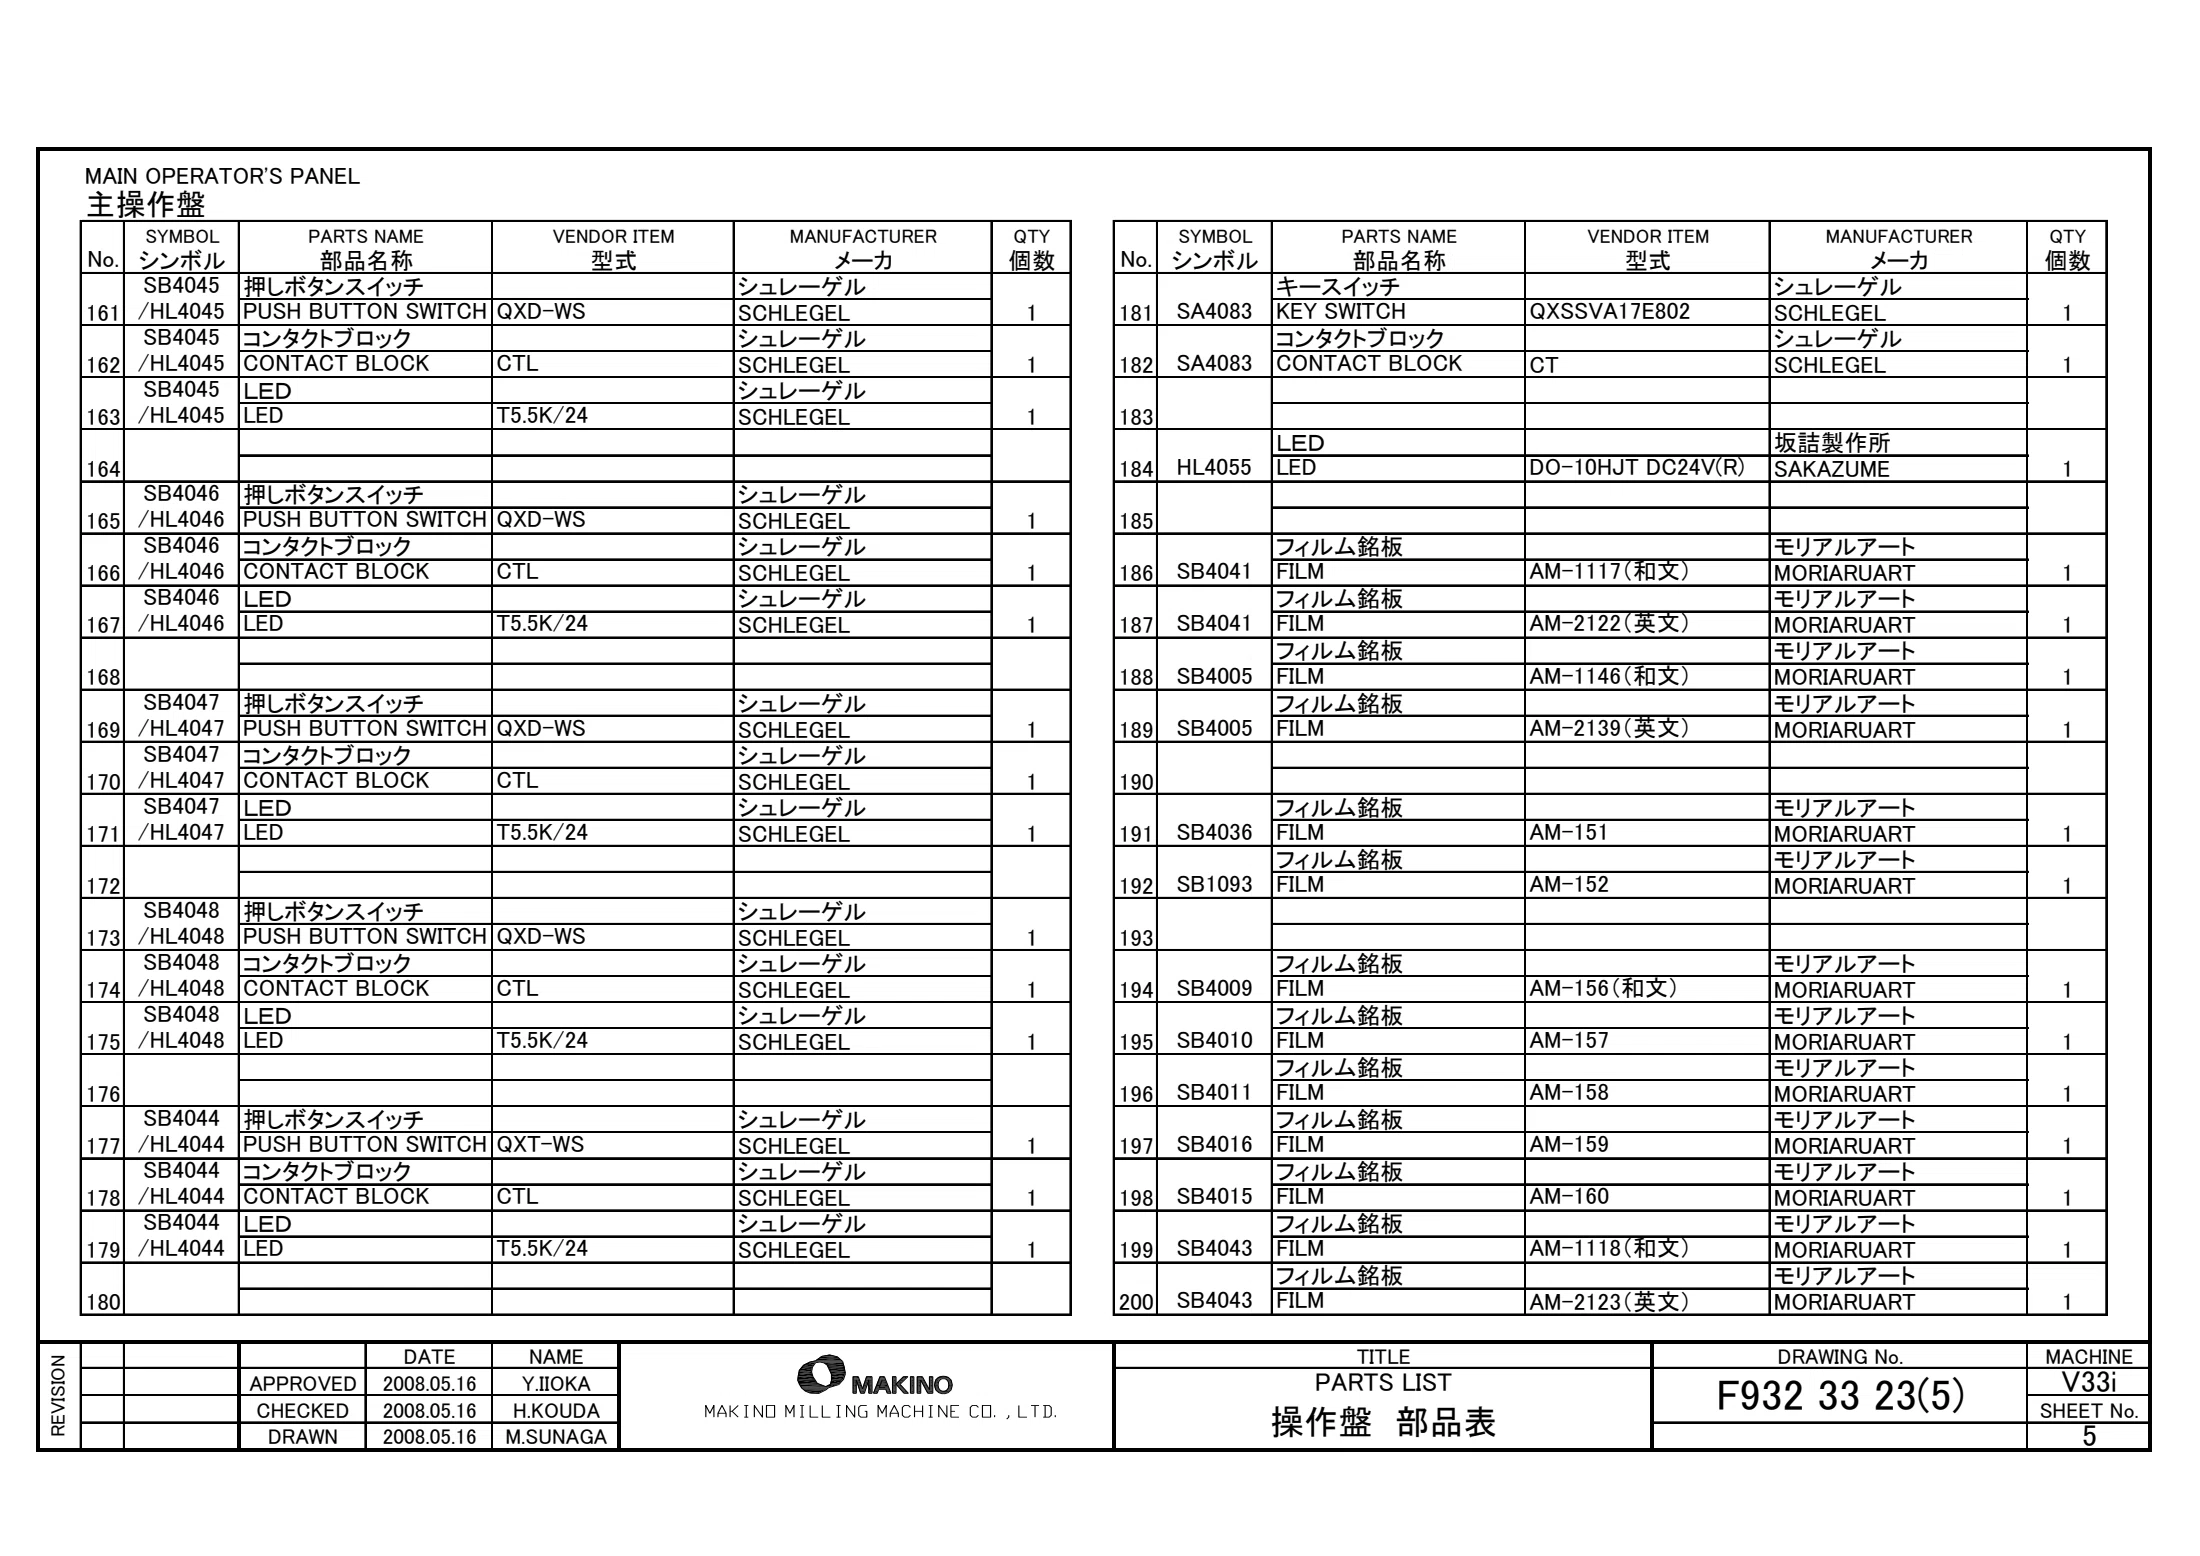 MAIN OPERATOR'S PANEL
主操作盤
No. SYMBOL シンボル PARTS NAME 部品名称 VENDOR ITEM 型式 MANUFACTURER メーカ QTY 個数
161 SB4045 /HL4045 押しボタンスイッチ PUSH BUTTON SWITCH QXD-WS シュレーゲル SCHLEGEL 1
162 SB4045 /HL4045 コンタクトブロック CONTACT BLOCK CTL シュレーゲル SCHLEGEL 1
163 SB4045 /HL4045 LED LED T5.5K/24 シュレーゲル SCHLEGEL 1
164
165 SB4046 /HL4046 押しボタンスイッチ PUSH BUTTON SWITCH QXD-WS シュレーゲル SCHLEGEL 1
166 SB4046 /HL4046 コンタクトブロック CONTACT BLOCK CTL シュレーゲル SCHLEGEL 1
167 SB4046 /HL4046 LED LED T5.5K/24 シュレーゲル SCHLEGEL 1
168
169 SB4047 /HL4047 押しボタンスイッチ PUSH BUTTON SWITCH QXD-WS シュレーゲル SCHLEGEL 1
170 SB4047 /HL4047 コンタクトブロック CONTACT BLOCK CTL シュレーゲル SCHLEGEL 1
171 SB4047 /HL4047 LED LED T5.5K/24 シュレーゲル SCHLEGEL 1
172
173 SB4048 /HL4048 押しボタンスイッチ PUSH BUTTON SWITCH QXD-WS シュレーゲル SCHLEGEL 1
174 SB4048 /HL4048 コンタクトブロック CONTACT BLOCK CTL シュレーゲル SCHLEGEL 1
175 SB4048 /HL4048 LED LED T5.5K/24 シュレーゲル SCHLEGEL 1
176
177 SB4044 /HL4044 押しボタンスイッチ PUSH BUTTON SWITCH QXT-WS シュレーゲル SCHLEGEL 1
178 SB4044 /HL4044 コンタクトブロック CONTACT BLOCK CTL シュレーゲル SCHLEGEL 1
179 SB4044 /HL4044 LED LED T5.5K/24 シュレーゲル SCHLEGEL 1
180
No. SYMBOL シンボル PARTS NAME 部品名称 VENDOR ITEM 型式 MANUFACTURER メーカ QTY 個数
181 SA4083 キースイッチ KEY SWITCH QXSSVA17E802 シュレーゲル SCHLEGEL 1
182 SA4083 コンタクトブロック CONTACT BLOCK CT シュレーゲル SCHLEGEL 1
183
184 HL4055 LED LED DO-10HJT DC24V(R) 坂詰製作所 SAKAZUME 1
185
186 SB4041 フィルム銘板 FILM AM-1117(和文) モリアルアート MORIARUART 1
187 SB4041 フィルム銘板 FILM AM-2122(英文) モリアルアート MORIARUART 1
188 SB4005 フィルム銘板 FILM AM-1146(和文) モリアルアート MORIARUART 1
189 SB4005 フィルム銘板 FILM AM-2139(英文) モリアルアート MORIARUART 1
190
191 SB4036 フィルム銘板 FILM AM-151 モリアルアート MORIARUART 1
192 SB1093 フィルム銘板 FILM AM-152 モリアルアート MORIARUART 1
193
194 SB4009 フィルム銘板 FILM AM-156(和文) モリアルアート MORIARUART 1
195 SB4010 フィルム銘板 FILM AM-157 モリアルアート MORIARUART 1
196 SB4011 フィルム銘板 FILM AM-158 モリアルアート MORIARUART 1
197 SB4016 フィルム銘板 FILM AM-159 モリアルアート MORIARUART 1
198 SB4015 フィルム銘板 FILM AM-160 モリアルアート MORIARUART 1
199 SB4043 フィルム銘板 FILM AM-1118(和文) モリアルアート MORIARUART 1
200 SB4043 フィルム銘板 FILM AM-2123(英文) モリアルアート MORIARUART 1
REVISION
DATE NAME
APPROVED 2008.05.16 Y.IIOKA
CHECKED 2008.05.16 H.KOUDA
DRAWN 2008.05.16 M.SUNAGA
MAKINO
MAKINO MILLING MACHINE CO. , LTD.
TITLE
PARTS LIST
操作盤 部品表
DRAWING No.
F932 33 23(5)
MACHINE
V33i
SHEET No.
5